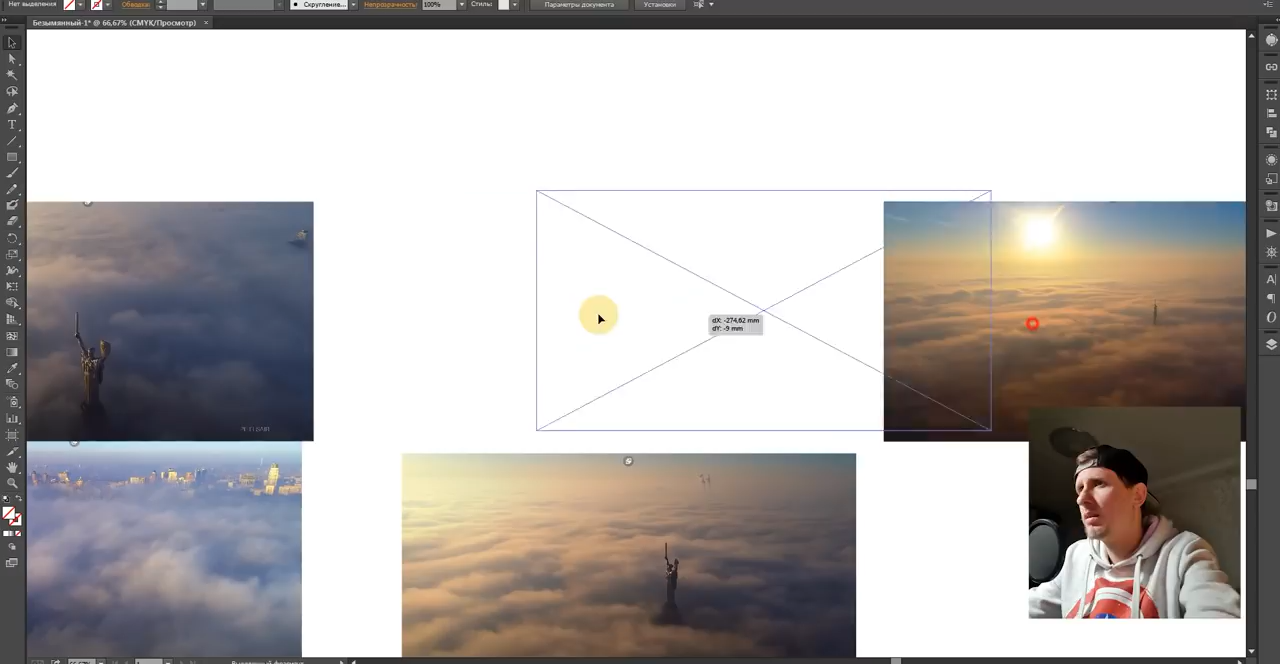 Нет выделения
Обводка:
Скругление...
Непрозрачность:
100%
Стили:
Параметры документа
Установки
Безымянный-1* @ 66,67% (CMYK/Просмотр)
×
dX: -274,62 mm
dY: -9 mm